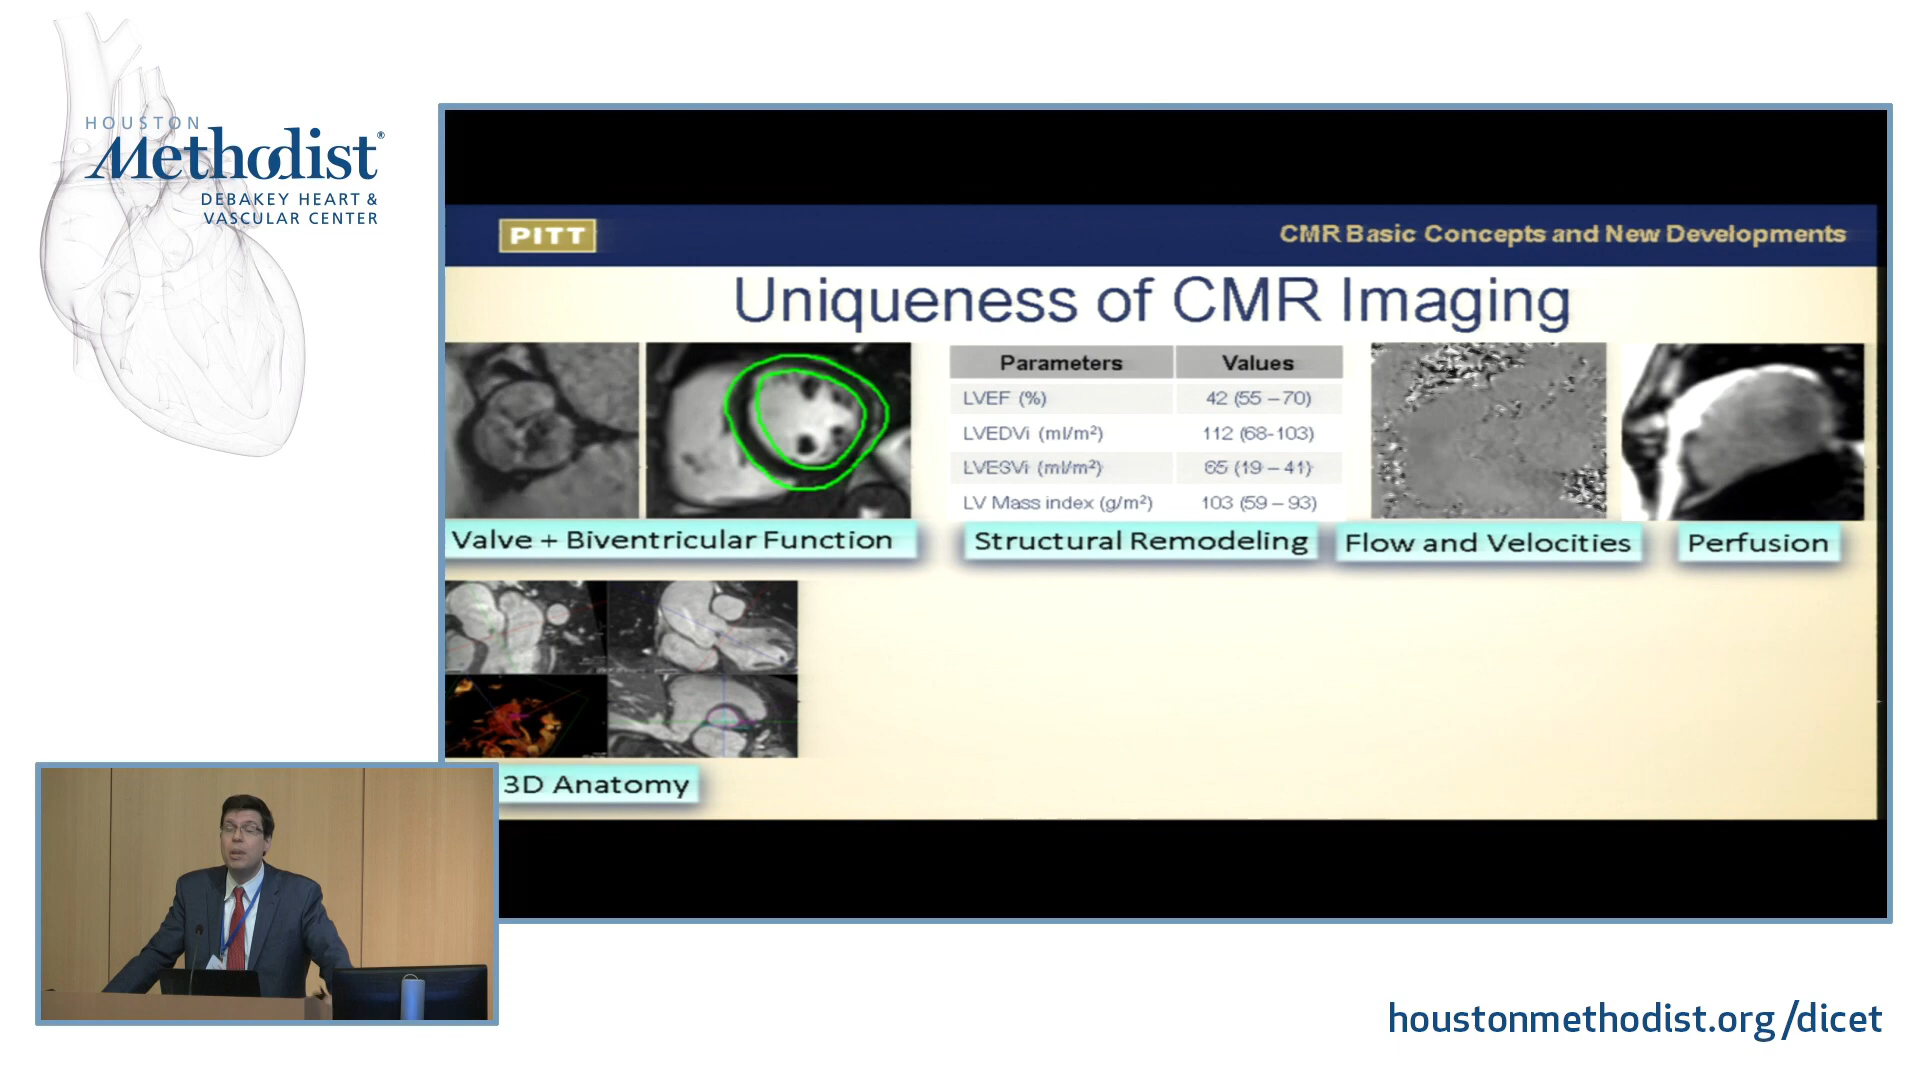 HOUSTON
Methodist®
DEBAKEY HEART &
VASCULAR CENTER
PITT
CMR Basic Concepts and New Developments
Uniqueness of CMR Imaging
Parameters Values
LVEF (%) 42 (55 – 70)
LVEDVi (ml/m²) 112 (68-103)
LVESVi (ml/m²) 65 (19 – 41)
LV Mass index (g/m²) 103 (59 – 93)
Valve + Biventricular Function
Structural Remodeling
Flow and Velocities
Perfusion
3D Anatomy
houstonmethodist.org/dicet